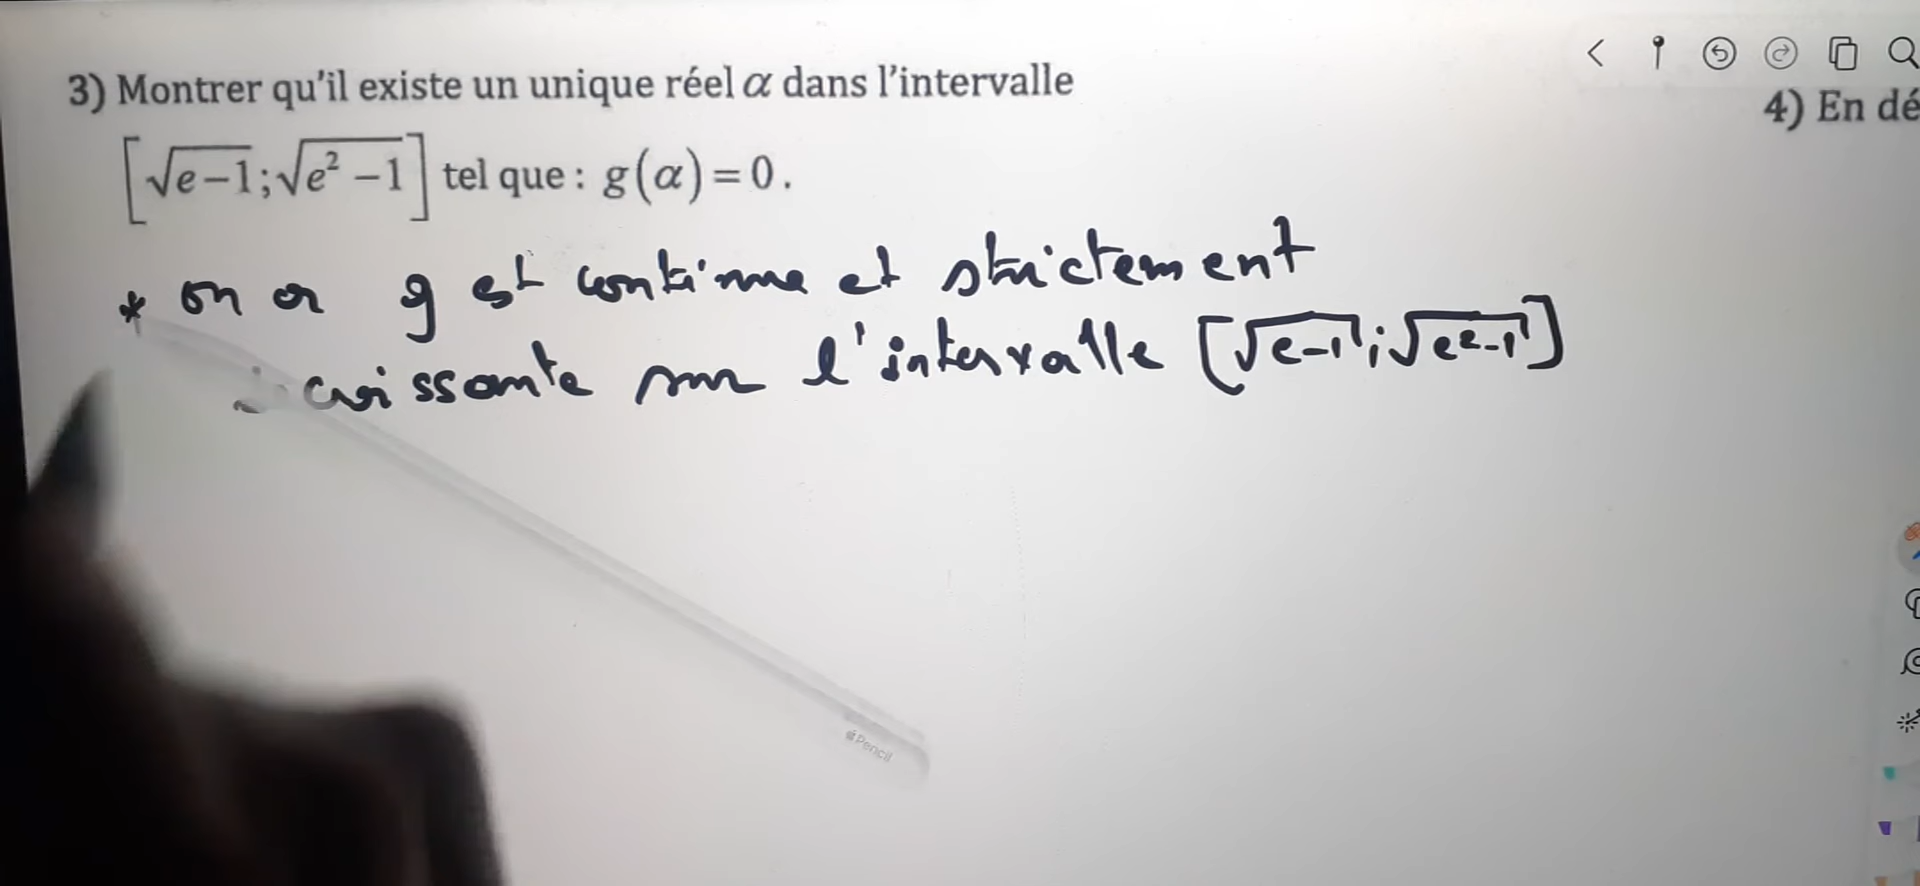 3) Montrer qu'il existe un unique réel α dans l'intervalle
[√e−1;√e² −1] tel que : g(α) = 0 .
4) En dé
* on a g est continue et strictement
croissante sur l'intervalle [√e-1;√e²-1]
Pencil